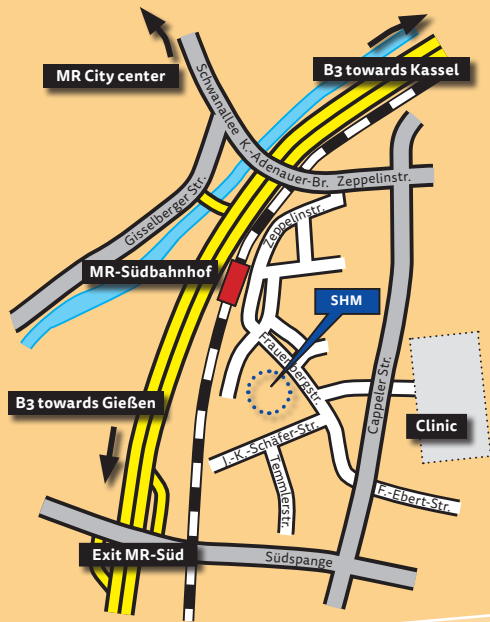 MR City center
B3 towards Kassel
Schwanallee
K.-Adenauer-Br.
Zeppelinstr.
Gisselberger Str.
Zeppelinstr.
MR-Südbahnhof
SHM
Frauenbergstr.
Cappeler Str.
B3 towards Gießen
Clinic
J.-K.-Schäfer-Str.
Temmlerstr.
F.-Ebert-Str.
Exit MR-Süd
Südspange